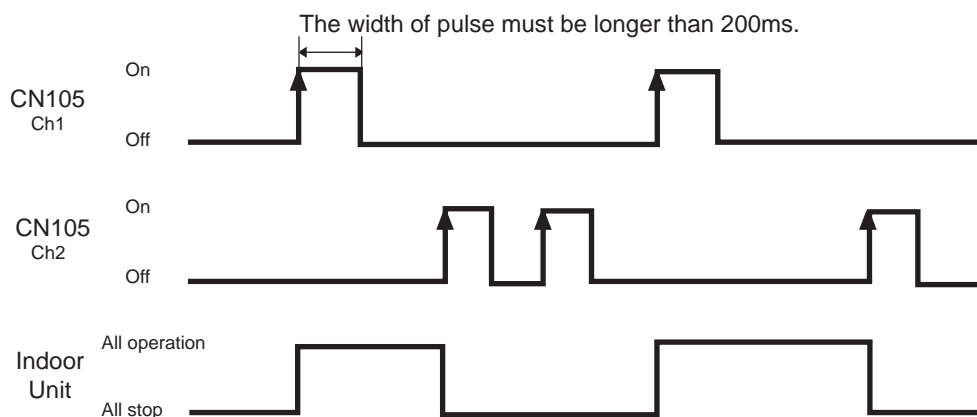 The width of pulse must be longer than 200ms.
On
CN105
Ch1
Off
On
CN105
Ch2
Off
All operation
Indoor
Unit
All stop